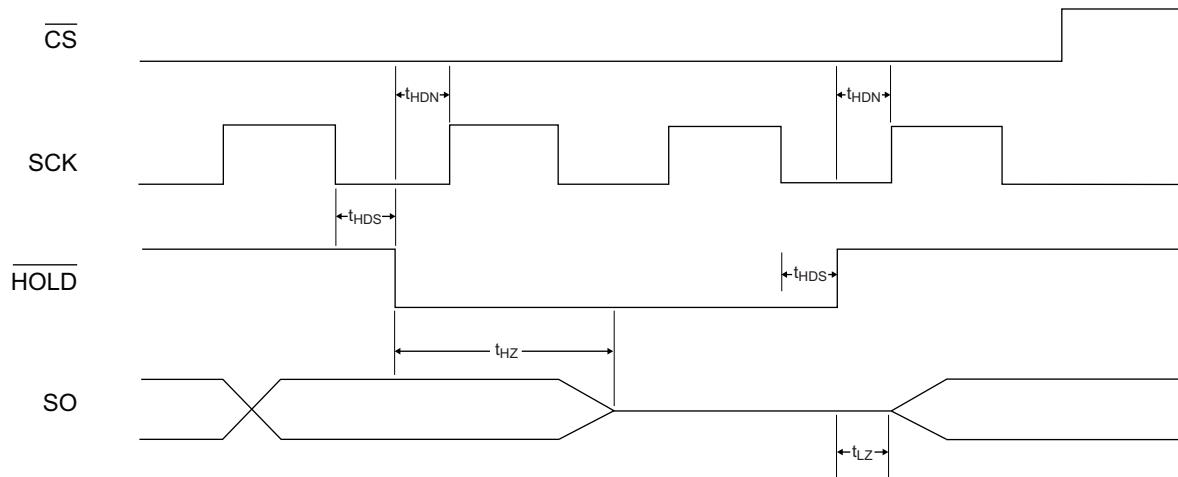 CS
tHDN tHDN
SCK
tHDS
HOLD
tHDS
tHZ
SO
tLZ